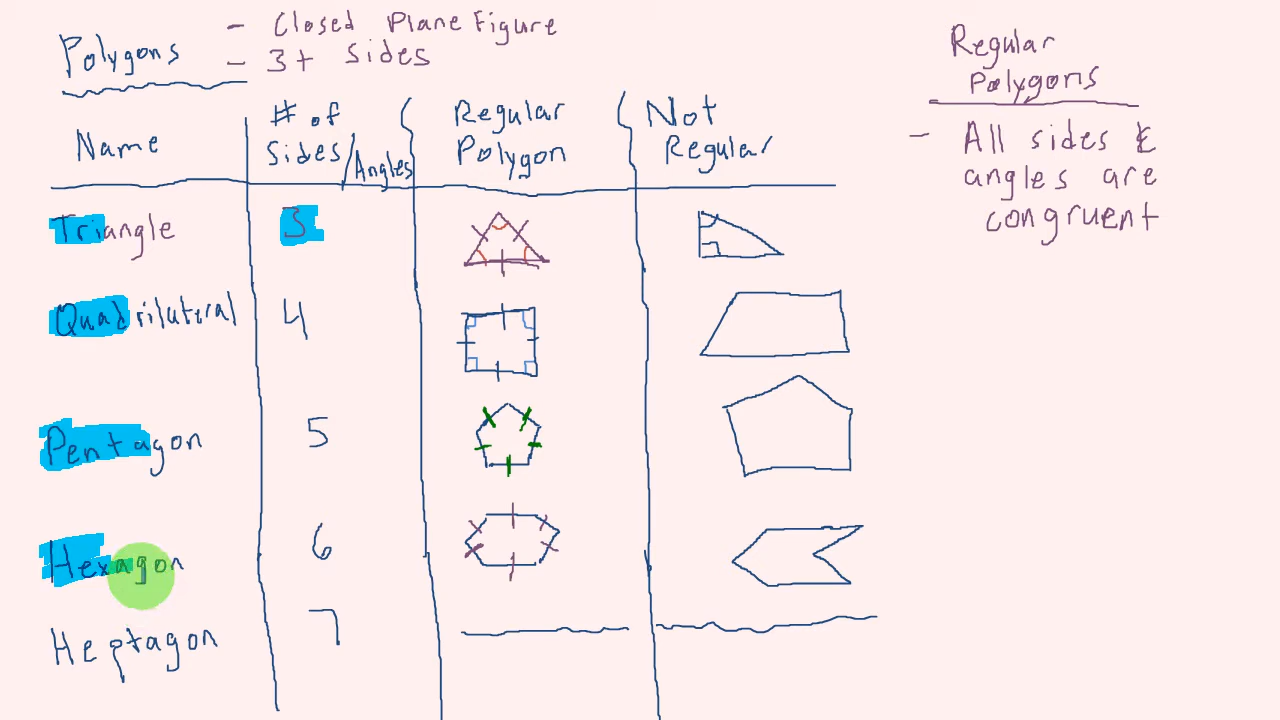 Polygons
- Closed Plane Figure
- 3+ sides
Name
# of
Sides/Angles
Regular
Polygon
Not
Regular
Triangle 3
Quadrilateral 4
Pentagon 5
Hexagon 6
Heptagon 7
Regular
Polygons
- All sides &
angles are
congruent